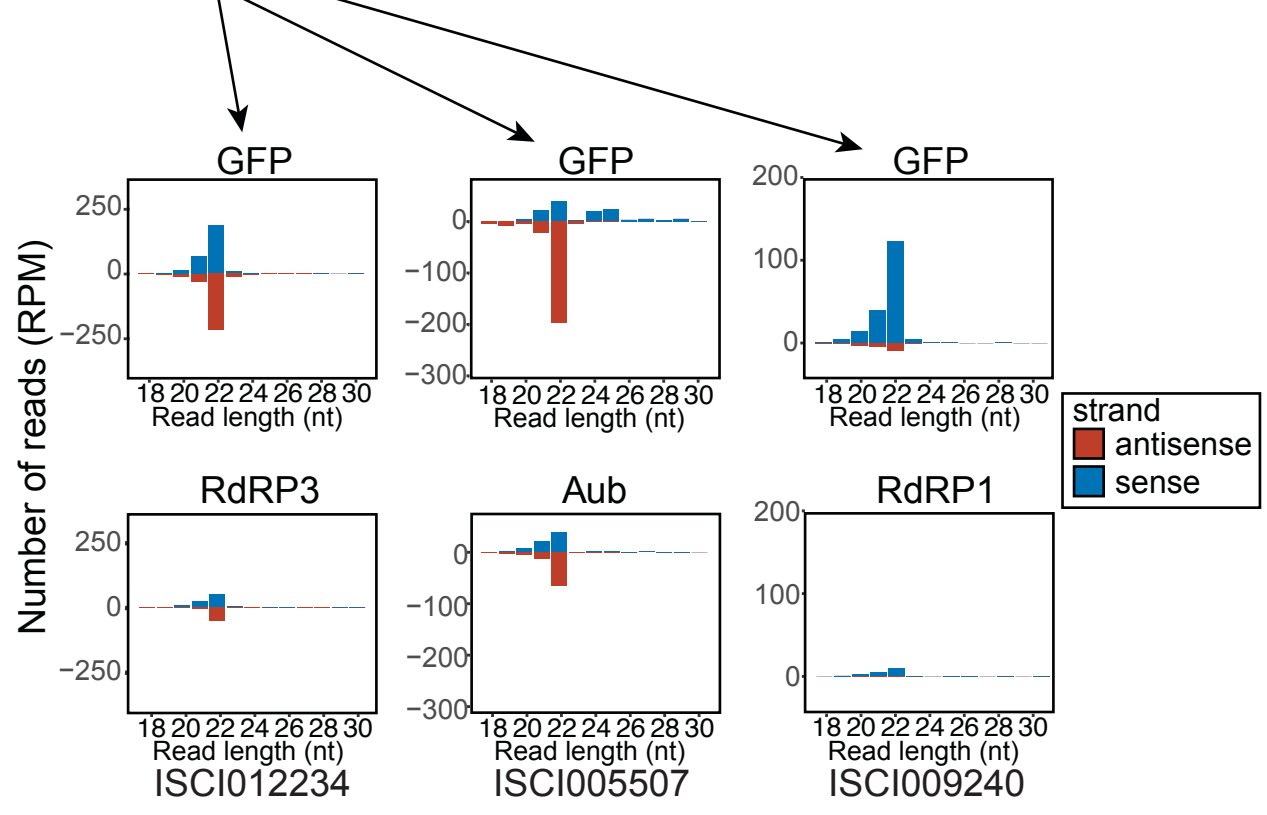 GFP
GFP
GFP
Number of reads (RPM)
250
0
−250
18 20 22 24 26 28 30
Read length (nt)
0
−100
−200
−300
18 20 22 24 26 28 30
Read length (nt)
200
100
0
18 20 22 24 26 28 30
Read length (nt)
strand
antisense
sense
RdRP3
Aub
RdRP1
250
0
−250
18 20 22 24 26 28 30
Read length (nt)
ISCI012234
0
−100
−200
−300
18 20 22 24 26 28 30
Read length (nt)
ISCI005507
200
100
0
18 20 22 24 26 28 30
Read length (nt)
ISCI009240